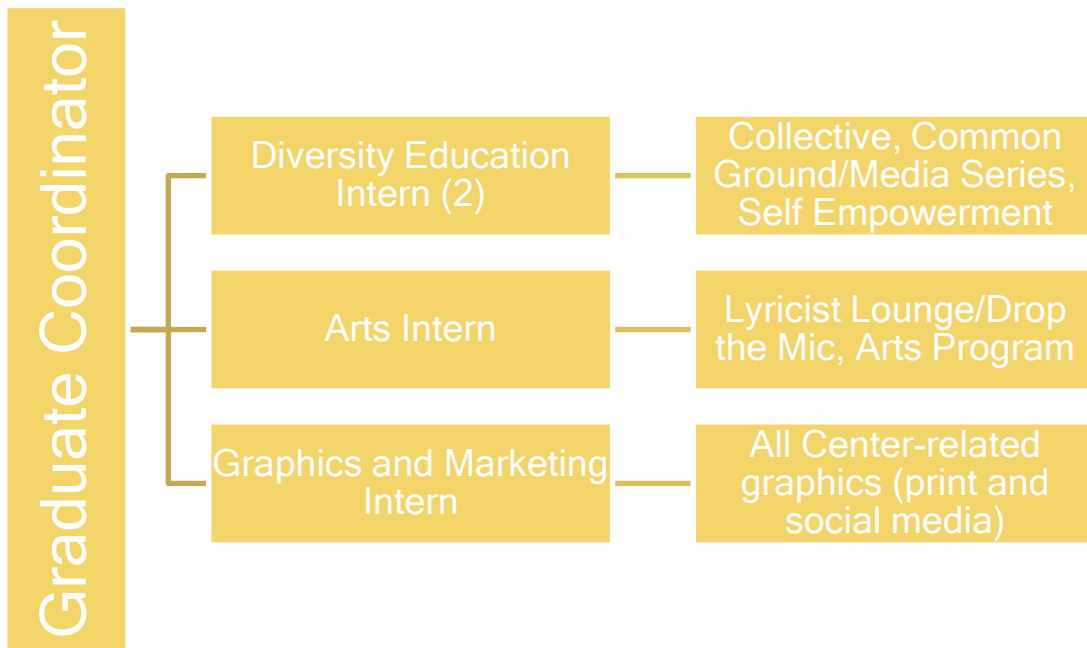 Graduate Coordinator
Diversity Education
Intern (2)
Collective, Common
Ground/Media Series,
Self Empowerment
Arts Intern
Lyricist Lounge/Drop
the Mic, Arts Program
Graphics and Marketing
Intern
All Center-related
graphics (print and
social media)